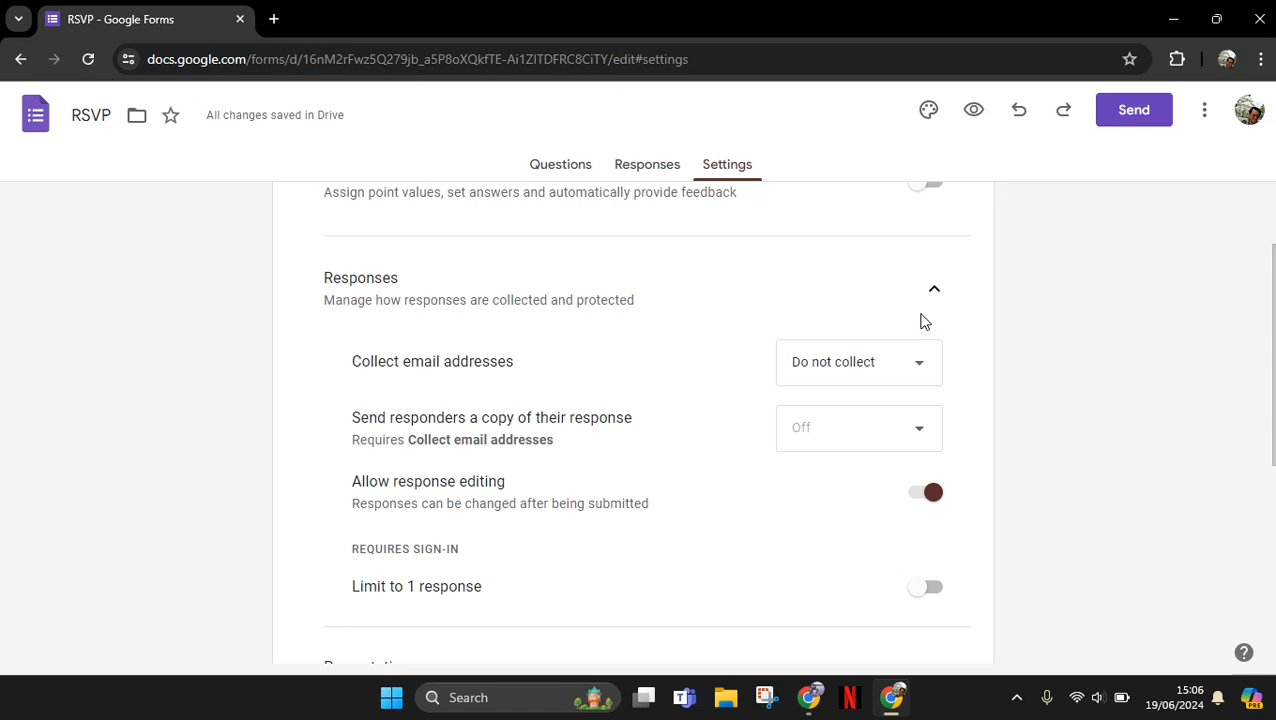 RSVP - Google Forms
docs.google.com/forms/d/16nM2rFwz5Q279jb_a5P8oXQkfTE-Ai1ZITDFRC8CiTY/edit#settings
RSVP
All changes saved in Drive
Send
Questions
Responses
Settings
Assign point values, set answers and automatically provide feedback
Responses
Manage how responses are collected and protected
Collect email addresses
Do not collect
Send responders a copy of their response
Requires Collect email addresses
Off
Allow response editing
Responses can be changed after being submitted
REQUIRES SIGN-IN
Limit to 1 response
Search
15:06
19/06/2024
PRE